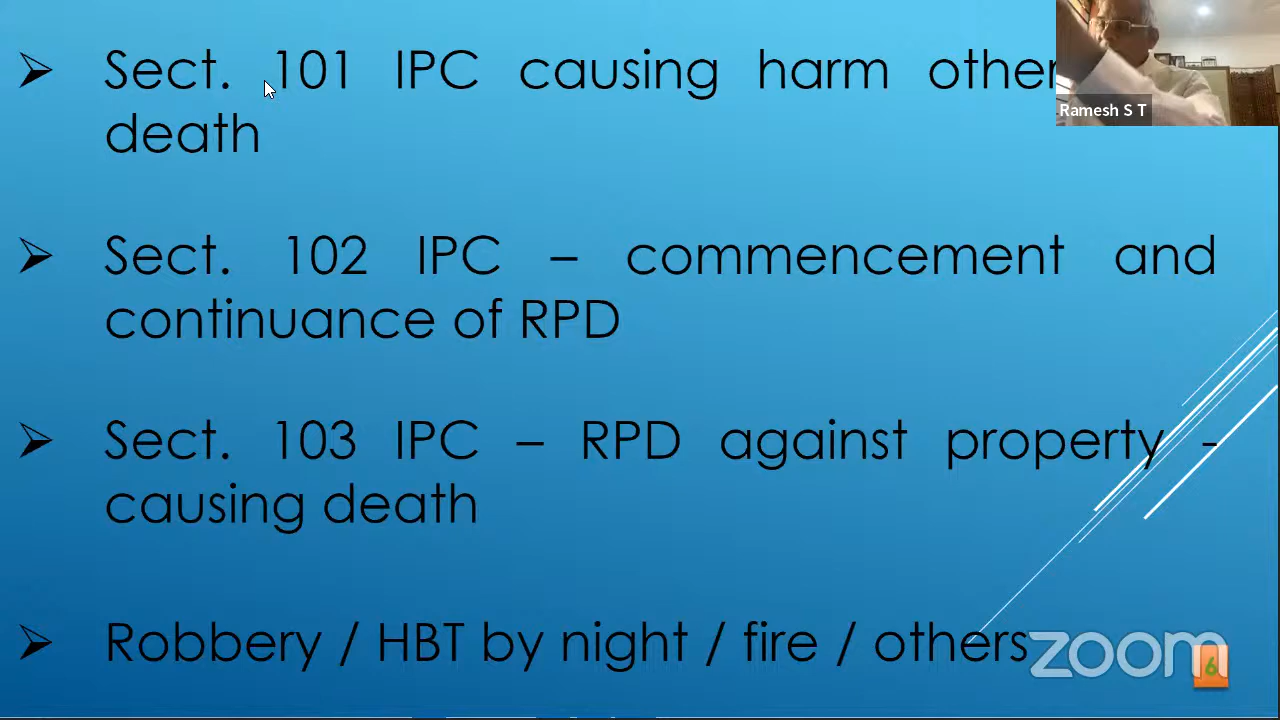 ➢ Sect. 101 IPC causing harm other
death
Ramesh S T
➢ Sect. 102 IPC – commencement and
continuance of RPD
➢ Sect. 103 IPC – RPD against property -
causing death
➢ Robbery / HBT by night / fire / others
zoom
6